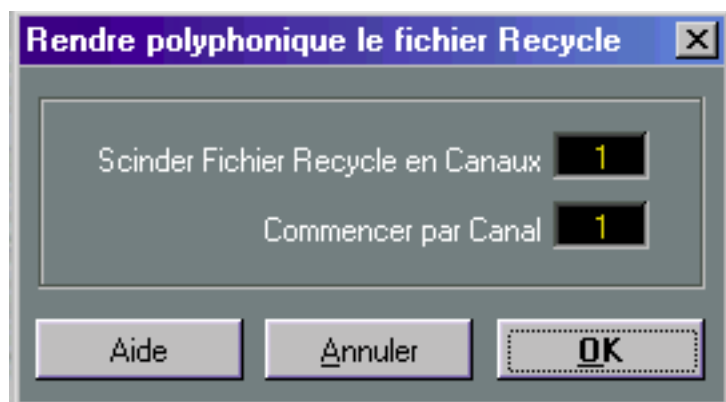 Rendre polyphonique le fichier Recycle
Scinder Fichier Recycle en Canaux 1
Commencer par Canal 1
Aide Annuler OK